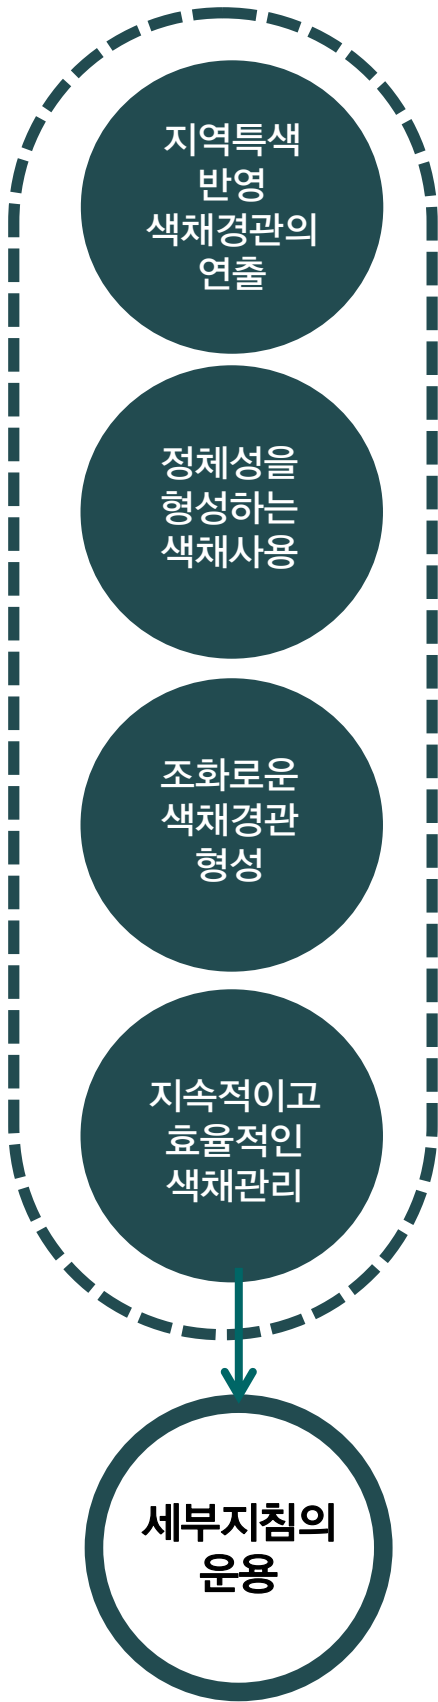 지역특색
반영
색채경관의
연출
정체성을
형성하는
색채사용
조화로운
색채경관
형성
지속적이고
효율적인
색채관리
세부지침의
운용